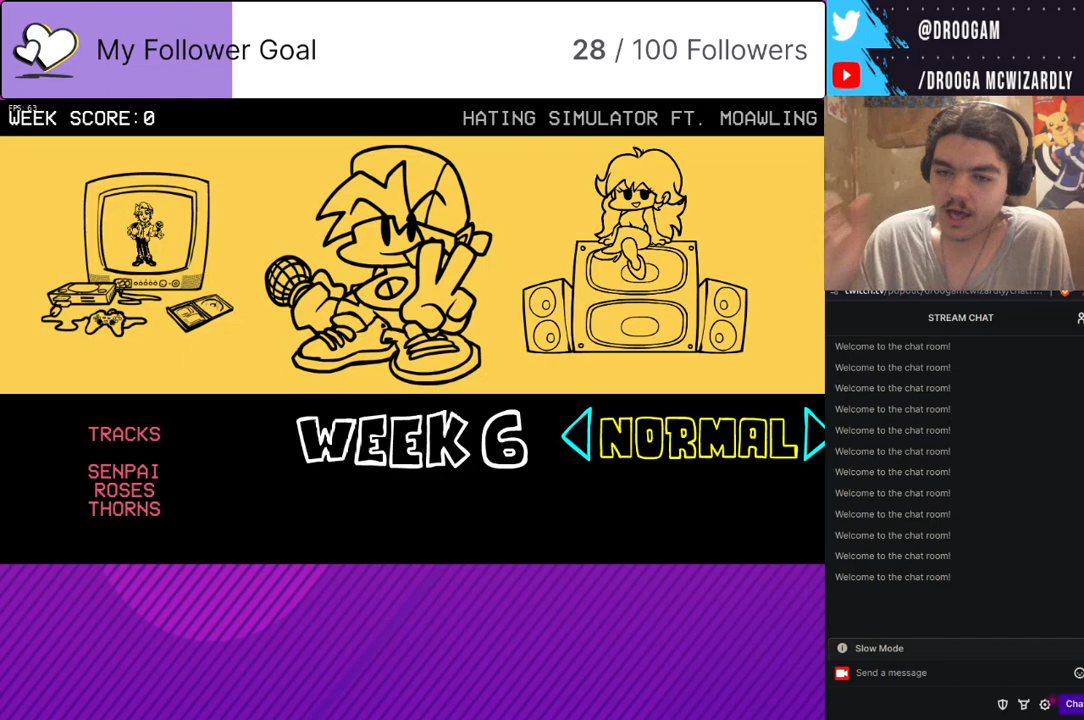 My Follower Goal
28 / 100 Followers
@DROOGAM
/DROOGA MCWIZARDLY
FPS: 63
WEEK SCORE:0
HATING SIMULATOR FT. MOAWLING
TRACKS
SENPAI
ROSES
THORNS
WEEK 6
NORMAL
STREAM CHAT
Welcome to the chat room!
Welcome to the chat room!
Welcome to the chat room!
Welcome to the chat room!
Welcome to the chat room!
Welcome to the chat room!
Welcome to the chat room!
Welcome to the chat room!
Welcome to the chat room!
Welcome to the chat room!
Welcome to the chat room!
Welcome to the chat room!
Slow Mode
Send a message
Cha